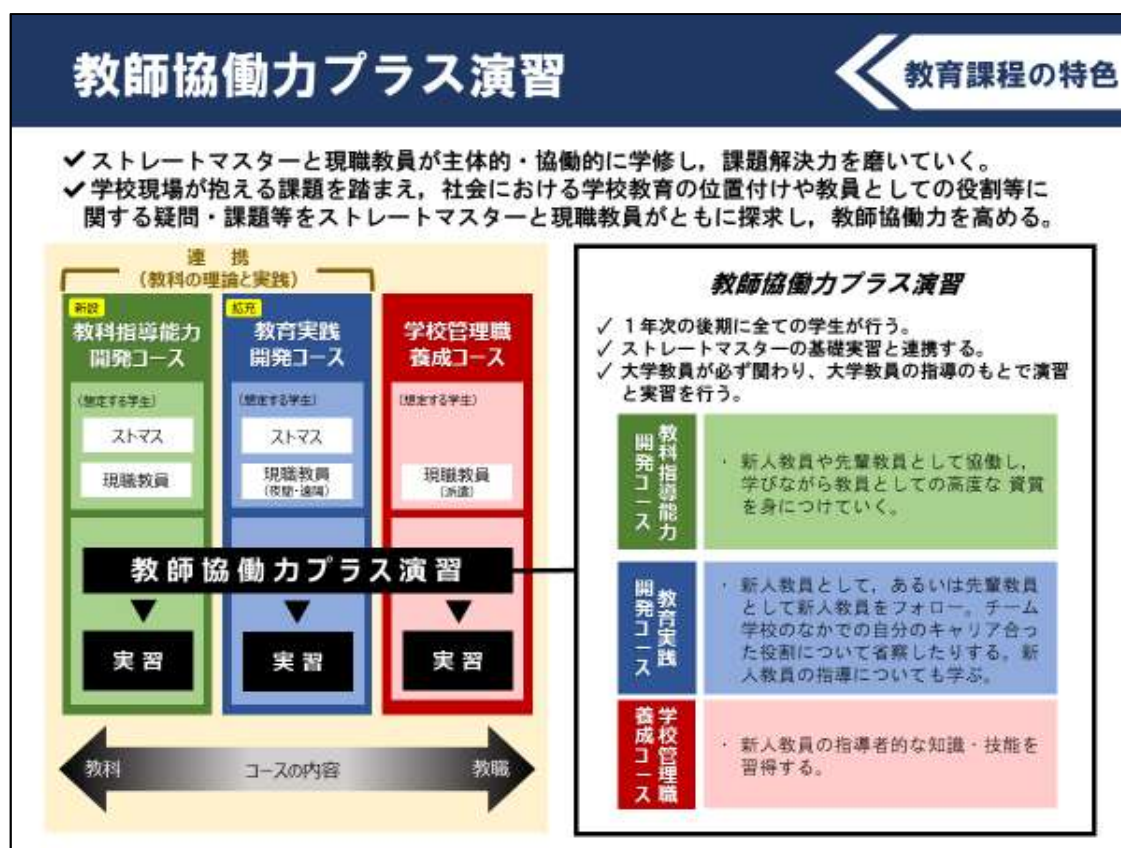 教師協働力プラス演習
教育課程の特色
✔ストレートマスターと現職教員が主体的・協働的に学修し，課題解決力を磨いていく。
✔学校現場が抱える課題を踏まえ，社会における学校教育の位置付けや教員としての役割等に
関する疑問・課題等をストレートマスターと現職教員がともに探求し，教師協働力を高める。
連　携
(教科の理論と実践)
新設
教科指導能力
開発コース
(想定する学生)
ストマス
現職教員
拡充
教育実践
開発コース
(想定する学生)
ストマス
現職教員
(夜間・遠隔)
学校管理職
養成コース
(想定する学生)
現職教員
(派遣)
教師協働力プラス演習
実習
実習
実習
教科
コースの内容
教職
教師協働力プラス演習
✓ １年次の後期に全ての学生が行う。
✓ ストレートマスターの基礎実習と連携する。
✓ 大学教員が必ず関わり、大学教員の指導のもとで演習
と実習を行う。
教科指導能力
開発コース
・ 新人教員や先輩教員として協働し，
学びながら教員としての高度な 資質
を身につけていく。
教育実践
開発コース
・ 新人教員として，あるいは先輩教員
として新人教員をフォロー。チーム
学校のなかでの自分のキャリア合っ
た役割について省察したりする。新
人教員の指導についても学ぶ。
学校管理職
養成コース
・ 新人教員の指導者的な知識・技能を
習得する。